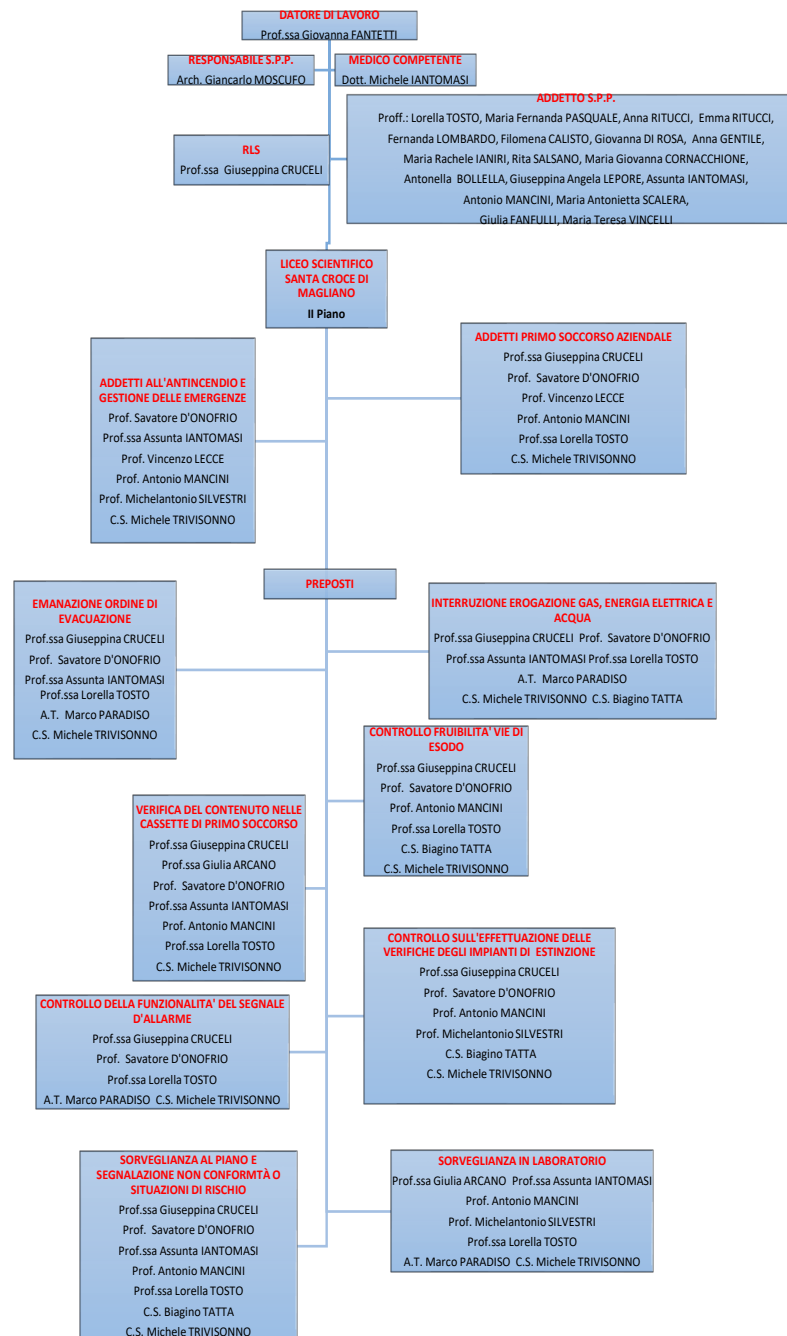 DATORE DI LAVORO
Prof.ssa Giovanna FANTETTI
RESPONSABILE S.P.P.
Arch. Giancarlo MOSCUFO
MEDICO COMPETENTE
Dott. Michele IANTOMASI
ADDETTO S.P.P.
Proff.: Lorella TOSTO, Maria Fernanda PASQUALE, Anna RITUCCI, Emma RITUCCI,
Fernanda LOMBARDO, Filomena CALISTO, Giovanna DI ROSA, Anna GENTILE,
Maria Rachele IANIRI, Rita SALSANO, Maria Giovanna CORNACCHIONE,
Antonella BOLLELLA, Giuseppina Angela LEPORE, Assunta IANTOMASI,
Antonio MANCINI, Maria Antonietta SCALERA,
Giulia FANFULLI, Maria Teresa VINCELLI
RLS
Prof.ssa Giuseppina CRUCELI
LICEO SCIENTIFICO
SANTA CROCE DI
MAGLIANO
II Piano
ADDETTI PRIMO SOCCORSO AZIENDALE
Prof.ssa Giuseppina CRUCELI
Prof. Savatore D'ONOFRIO
Prof. Vincenzo LECCE
Prof. Antonio MANCINI
Prof.ssa Lorella TOSTO
C.S. Michele TRIVISONNO
ADDETTI ALL'ANTINCENDIO E
GESTIONE DELLE EMERGENZE
Prof. Savatore D'ONOFRIO
Prof.ssa Assunta IANTOMASI
Prof. Vincenzo LECCE
Prof. Antonio MANCINI
Prof. Michelantonio SILVESTRI
C.S. Michele TRIVISONNO
PREPOSTI
EMANAZIONE ORDINE DI
EVACUAZIONE
Prof.ssa Giuseppina CRUCELI
Prof. Savatore D'ONOFRIO
Prof.ssa Assunta IANTOMASI
Prof.ssa Lorella TOSTO
A.T. Marco PARADISO
C.S. Michele TRIVISONNO
INTERRUZIONE EROGAZIONE GAS, ENERGIA ELETTRICA E
ACQUA
Prof.ssa Giuseppina CRUCELI Prof. Savatore D'ONOFRIO
Prof.ssa Assunta IANTOMASI Prof.ssa Lorella TOSTO
A.T. Marco PARADISO
C.S. Michele TRIVISONNO C.S. Biagino TATTA
CONTROLLO FRUIBILITA' VIE DI
ESODO
Prof.ssa Giuseppina CRUCELI
Prof. Savatore D'ONOFRIO
Prof. Antonio MANCINI
Prof.ssa Lorella TOSTO
C.S. Biagino TATTA
C.S. Michele TRIVISONNO
VERIFICA DEL CONTENUTO NELLE
CASSETTE DI PRIMO SOCCORSO
Prof.ssa Giuseppina CRUCELI
Prof.ssa Giulia ARCANO
Prof. Savatore D'ONOFRIO
Prof.ssa Assunta IANTOMASI
Prof. Antonio MANCINI
Prof.ssa Lorella TOSTO
C.S. Michele TRIVISONNO
CONTROLLO SULL'EFFETTUAZIONE DELLE
VERIFICHE DEGLI IMPIANTI DI ESTINZIONE
Prof.ssa Giuseppina CRUCELI
Prof. Savatore D'ONOFRIO
Prof. Antonio MANCINI
Prof. Michelantonio SILVESTRI
C.S. Biagino TATTA
C.S. Michele TRIVISONNO
CONTROLLO DELLA FUNZIONALITA' DEL SEGNALE
D'ALLARME
Prof.ssa Giuseppina CRUCELI
Prof. Savatore D'ONOFRIO
Prof.ssa Lorella TOSTO
A.T. Marco PARADISO C.S. Michele TRIVISONNO
SORVEGLIANZA AL PIANO E
SEGNALAZIONE NON CONFORMTÀ O
SITUAZIONI DI RISCHIO
Prof.ssa Giuseppina CRUCELI
Prof. Savatore D'ONOFRIO
Prof.ssa Assunta IANTOMASI
Prof. Antonio MANCINI
Prof.ssa Lorella TOSTO
C.S. Biagino TATTA
C.S. Michele TRIVISONNO
SORVEGLIANZA IN LABORATORIO
Prof.ssa Giulia ARCANO Prof.ssa Assunta IANTOMASI
Prof. Antonio MANCINI
Prof. Michelantonio SILVESTRI
Prof.ssa Lorella TOSTO
A.T. Marco PARADISO C.S. Michele TRIVISONNO